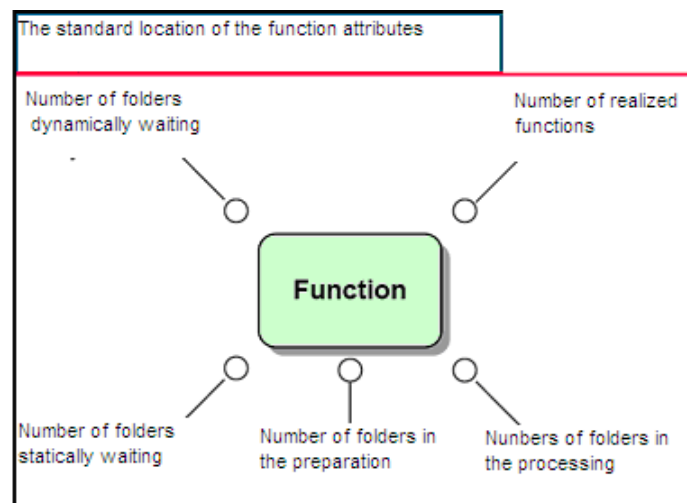 The standard location of the function attributes
Number of folders
dynamically waiting
Number of realized
functions
Function
Number of folders
statically waiting
Number of folders in
the preparation
Nunbers of folders in
the processing